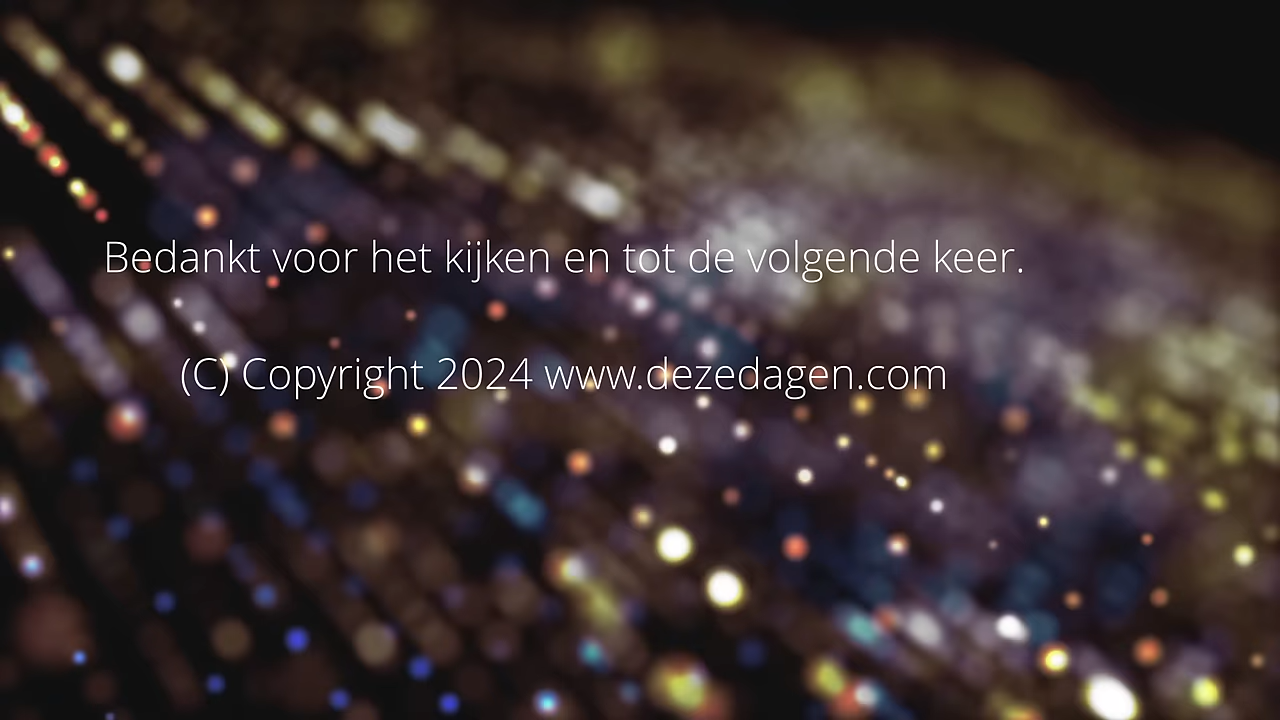 Bedankt voor het kijken en tot de volgende keer.
(C) Copyright 2024 www.dezedagen.com